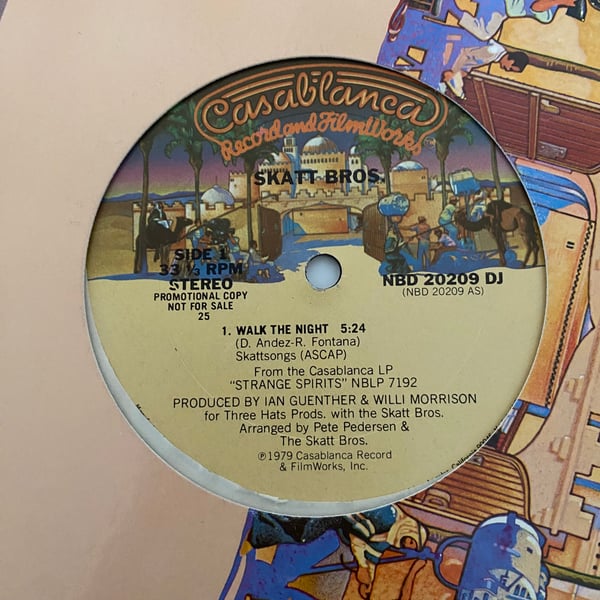 Casablanca
Record and FilmWorks
SKATT BROS.
SIDE 1
33 ⅓ RPM
STEREO
PROMOTIONAL COPY
NOT FOR SALE
25
NBD 20209 DJ
(NBD 20209 AS)
1. WALK THE NIGHT 5:24
(D. Andez-R. Fontana)
Skattsongs (ASCAP)
From the Casablanca LP
"STRANGE SPIRITS" NBLP 7192
PRODUCED BY IAN GUENTHER & WILLI MORRISON
for Three Hats Prods. with the Skatt Bros.
Arranged by Pete Pedersen &
The Skatt Bros.
℗1979 Casablanca Record
& FilmWorks, Inc.